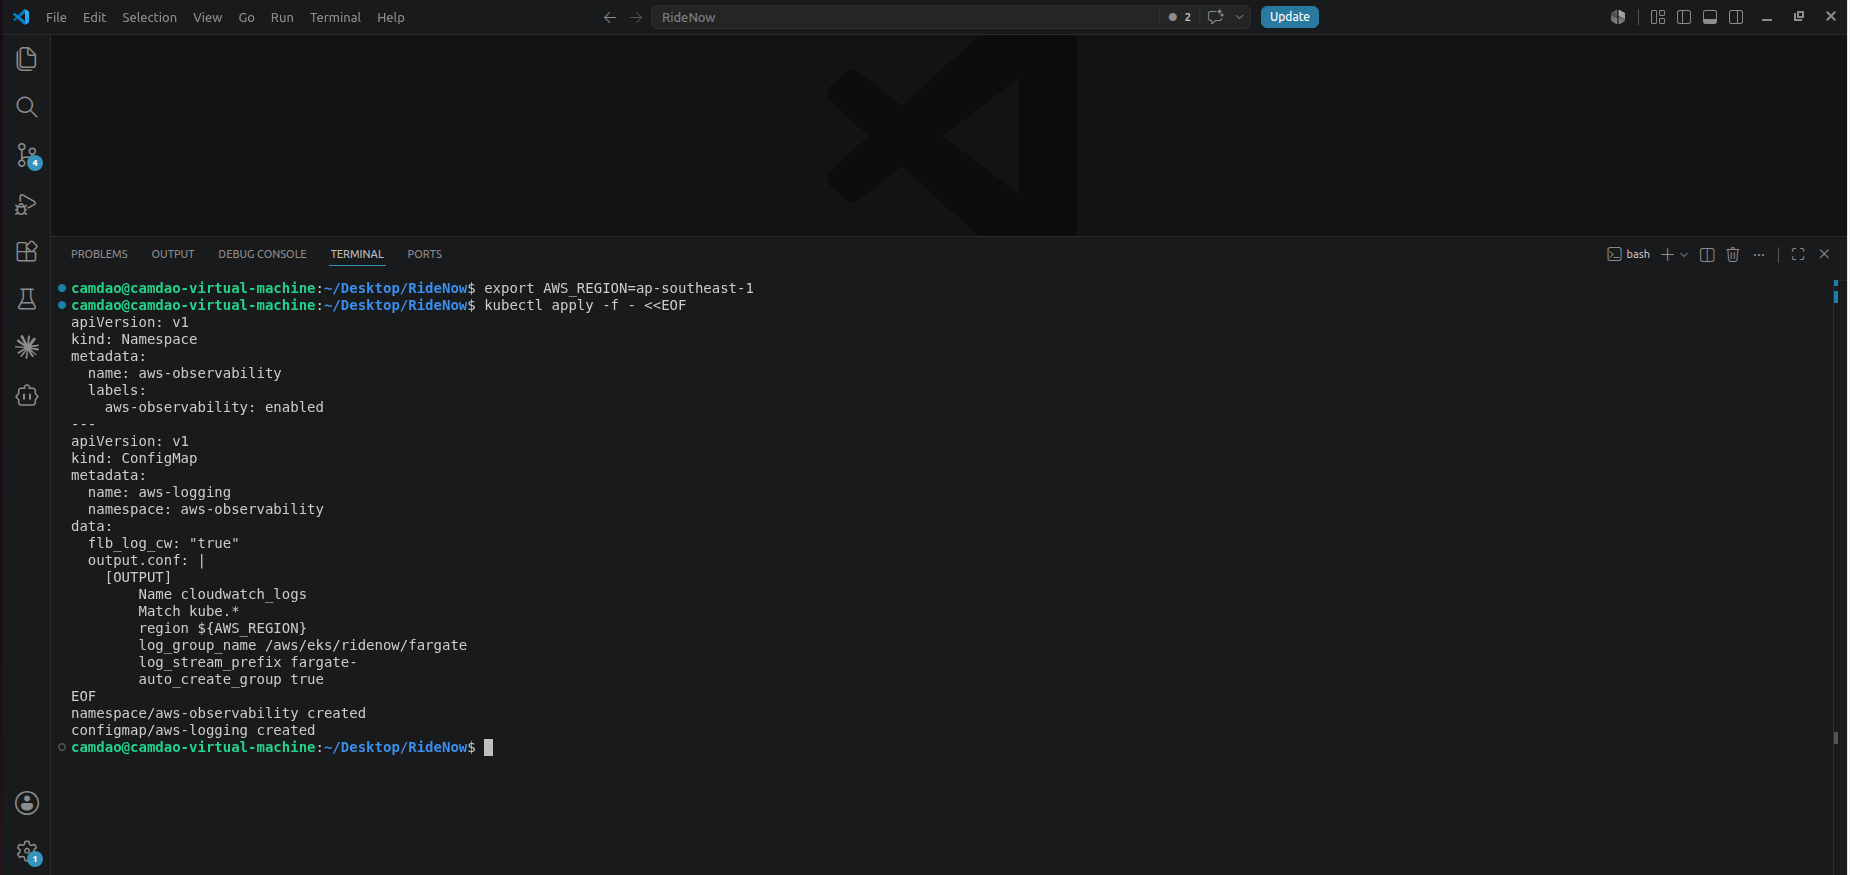 File Edit Selection View Go Run Terminal Help RideNow 2 Update
4
PROBLEMS OUTPUT DEBUG CONSOLE TERMINAL PORTS bash
camdao@camdao-virtual-machine:~/Desktop/RideNow$ export AWS_REGION=ap-southeast-1
camdao@camdao-virtual-machine:~/Desktop/RideNow$ kubectl apply -f - <<EOF
apiVersion: v1
kind: Namespace
metadata:
  name: aws-observability
  labels:
    aws-observability: enabled
---
apiVersion: v1
kind: ConfigMap
metadata:
  name: aws-logging
  namespace: aws-observability
data:
  flb_log_cw: "true"
  output.conf: |
    [OUTPUT]
        Name cloudwatch_logs
        Match kube.*
        region ${AWS_REGION}
        log_group_name /aws/eks/ridenow/fargate
        log_stream_prefix fargate-
        auto_create_group true
EOF
namespace/aws-observability created
configmap/aws-logging created
camdao@camdao-virtual-machine:~/Desktop/RideNow$
1